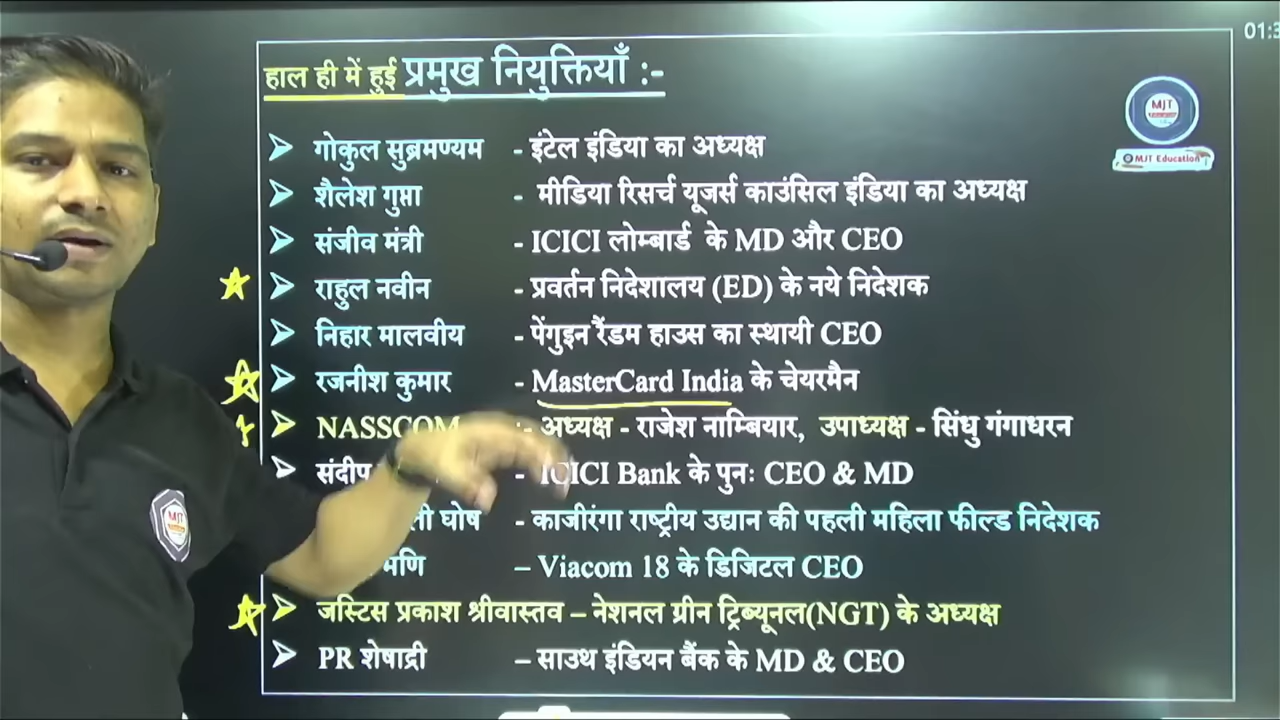 01:3
हाल ही में हुई प्रमुख नियुक्तियाँ :-
MJT
Education
MJT Education
गोकुल सुब्रमण्यम - इंटेल इंडिया का अध्यक्ष
शैलेश गुप्ता - मीडिया रिसर्च यूजर्स काउंसिल इंडिया का अध्यक्ष
संजीव मंत्री - ICICI लोम्बार्ड के MD और CEO
राहुल नवीन - प्रवर्तन निदेशालय (ED) के नये निदेशक
निहार मालवीय - पेंगुइन रैंडम हाउस का स्थायी CEO
रजनीश कुमार - MasterCard India के चेयरमैन
NASSCOM :- अध्यक्ष - राजेश नाम्बियार, उपाध्यक्ष - सिंधु गंगाधरन
संदीप - ICICI Bank के पुनः CEO & MD
घोष - काजीरंगा राष्ट्रीय उद्यान की पहली महिला फील्ड निदेशक
मणि – Viacom 18 के डिजिटल CEO
जस्टिस प्रकाश श्रीवास्तव – नेशनल ग्रीन ट्रिब्यूनल(NGT) के अध्यक्ष
PR शेषाद्री – साउथ इंडियन बैंक के MD & CEO
MJT